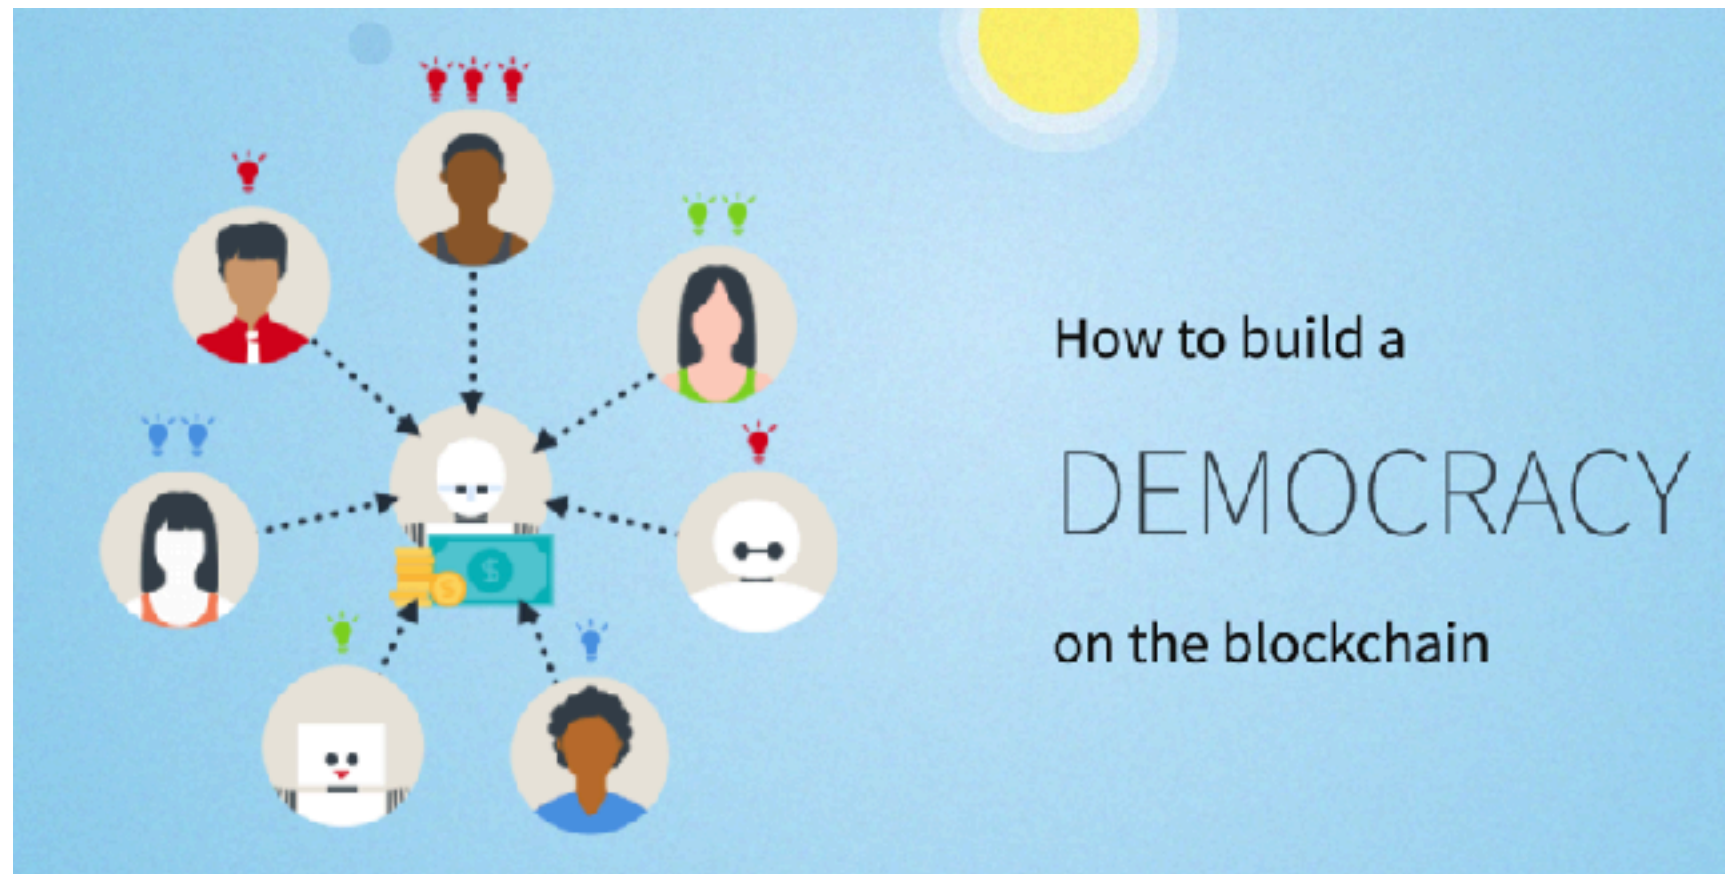 How to build a
DEMOCRACY
on the blockchain
$
$